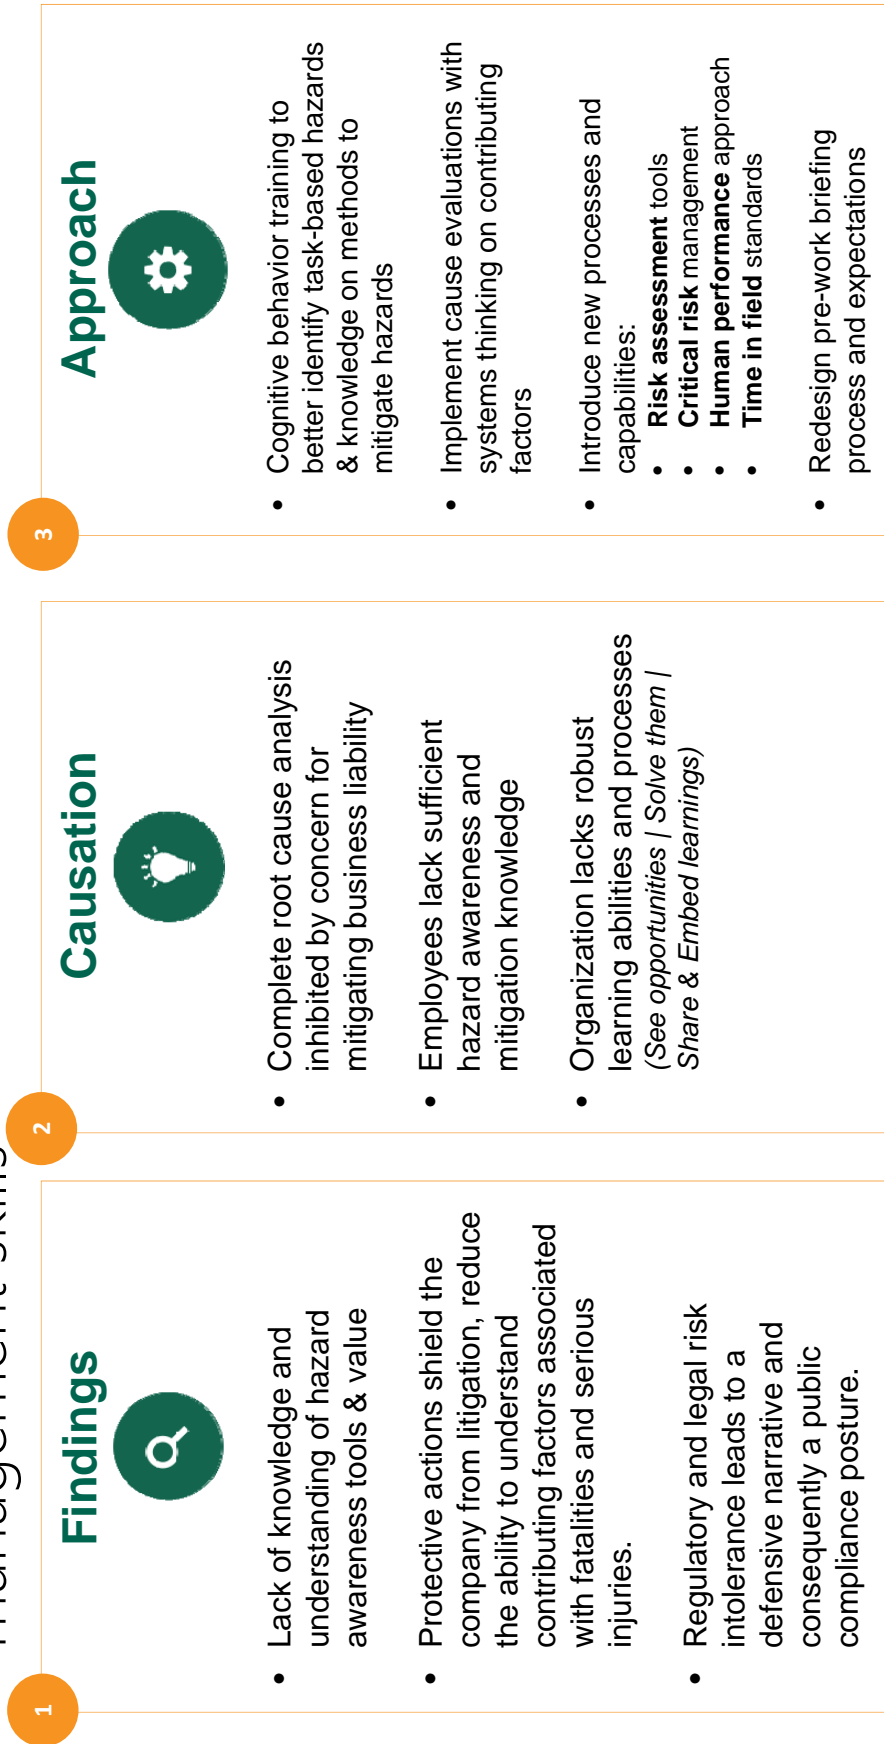 management skills
1
Findings
• Lack of knowledge and
understanding of hazard
awareness tools & value
• Protective actions shield the
company from litigation, reduce
the ability to understand
contributing factors associated
with fatalities and serious
injuries.
• Regulatory and legal risk
intolerance leads to a
defensive narrative and
consequently a public
compliance posture.
2
Causation
• Complete root cause analysis
inhibited by concern for
mitigating business liability
• Employees lack sufficient
hazard awareness and
mitigation knowledge
• Organization lacks robust
learning abilities and processes
(See opportunities | Solve them |
Share & Embed learnings)
3
Approach
• Cognitive behavior training to
better identify task-based hazards
& knowledge on methods to
mitigate hazards
• Implement cause evaluations with
systems thinking on contributing
factors
• Introduce new processes and
capabilities:
• Risk assessment tools
• Critical risk management
• Human performance approach
• Time in field standards
• Redesign pre-work briefing
process and expectations